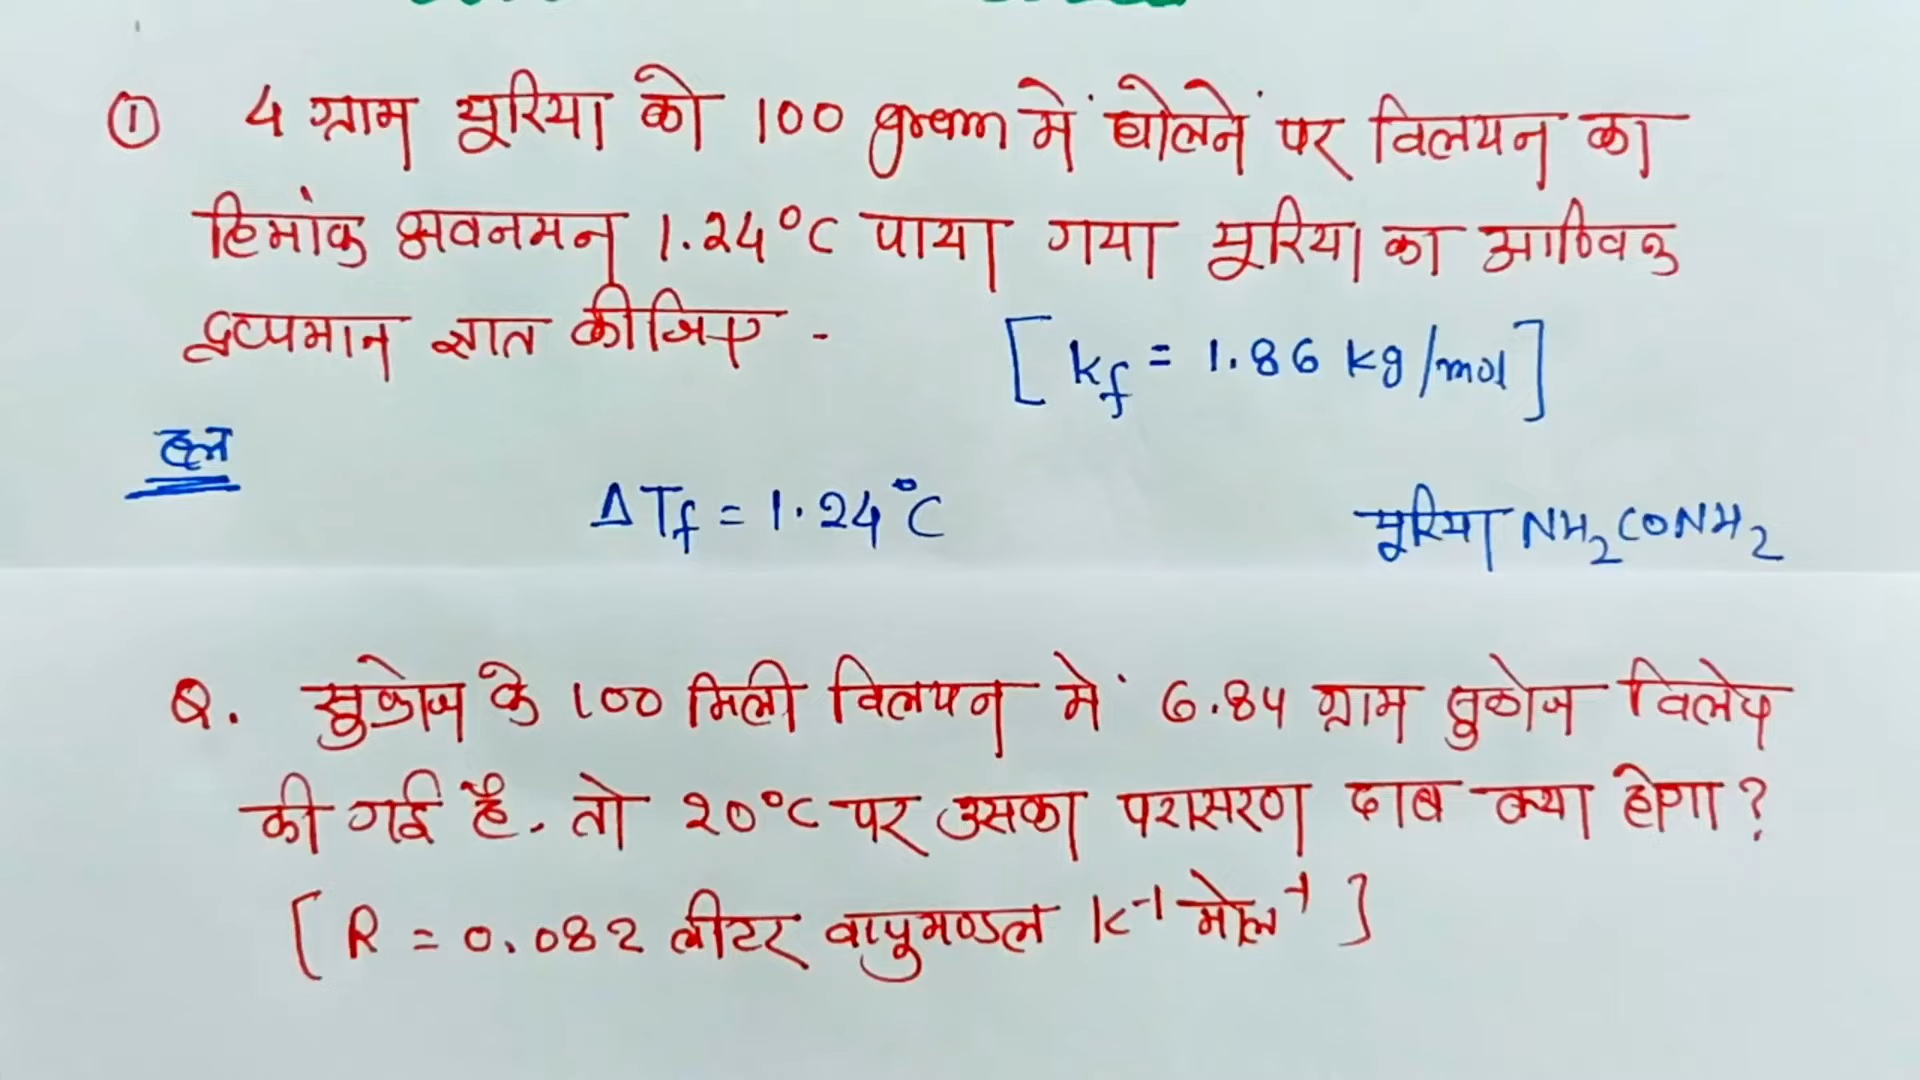 ① 4 ग्राम यूरिया को 100 gram में घोलने पर विलयन का
हिमांक अवनमन 1.24°C पाया गया यूरिया का आण्विक
द्रव्यमान ज्ञात कीजिए -
[kf = 1.86 kg/mol]
हल
ΔTf = 1.24°C
यूरिया NH₂CONH₂
Q. सुक्रोज के 100 मिली विलयन में 6.84 ग्राम सुक्रोज विलेय
की गई है. तो 20°C पर उसका परासरण दाब क्या होगा?
[R = 0.082 लीटर वायुमण्डल K⁻¹ मोल⁻¹]